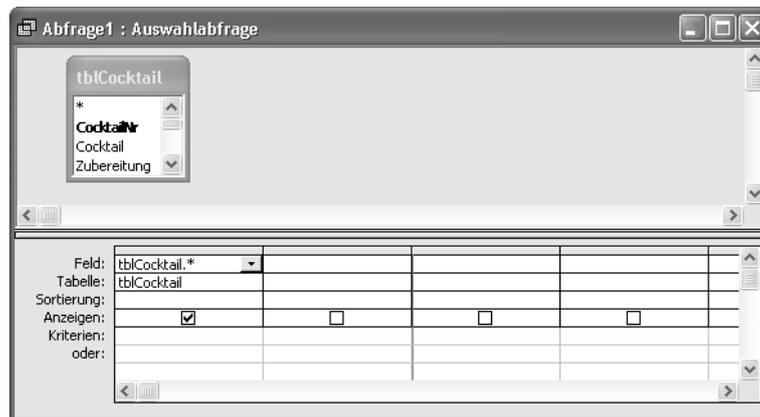 Abfrage1 : Auswahlabfrage
tblCocktail
*
CocktailNr
Cocktail
Zubereitung
Feld: tblCocktail.*
Tabelle: tblCocktail
Sortierung:
Anzeigen:
Kriterien:
oder: